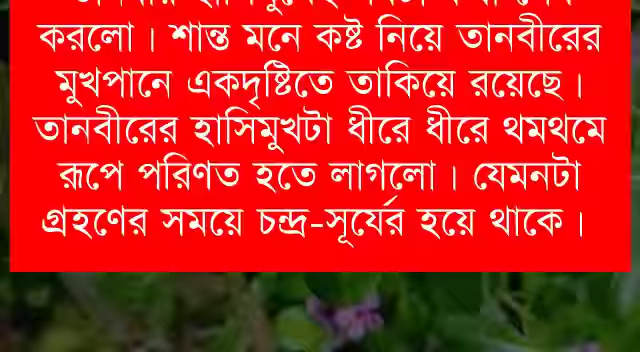 করলো। শান্ত মনে কষ্ট নিয়ে তানবীরের
মুখপানে একদৃষ্টিতে তাকিয়ে রয়েছে।
তানবীরের হাসিমুখটা ধীরে ধীরে থমথমে
রূপে পরিণত হতে লাগলো। যেমনটা
গ্রহণের সময়ে চন্দ্র-সূর্যের হয়ে থাকে।